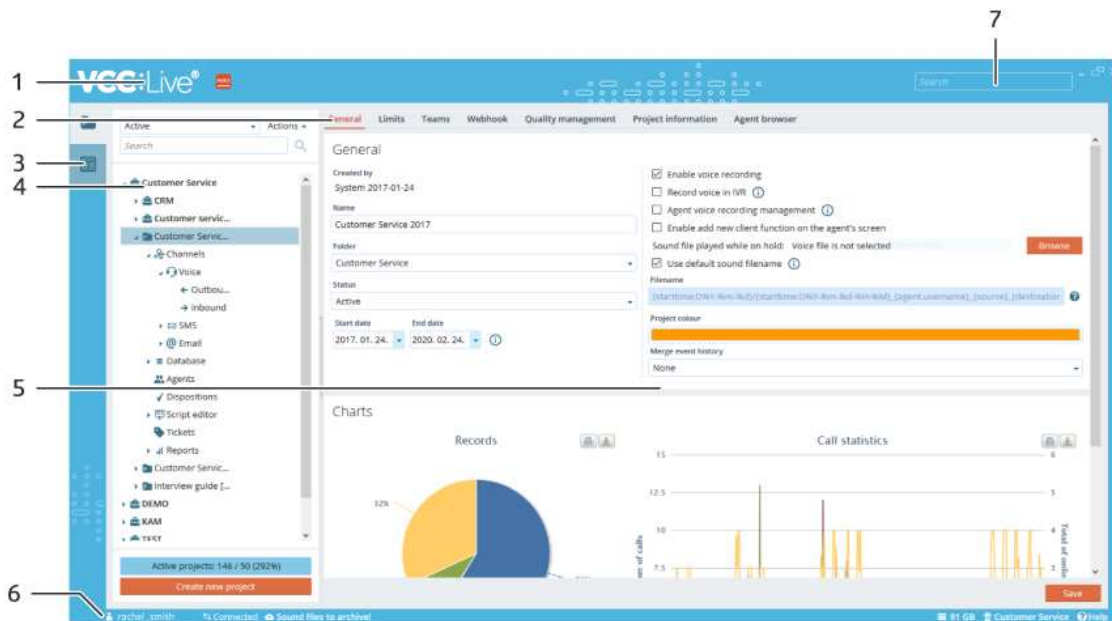 7
1
VCC:Live®
Search
2
Active
Actions
General Limits Teams Webhook Quality management Project information Agent browser
Search
3
4
Customer Service
CRM
Customer servic...
Customer Servic...
Channels
Voice
Outbou...
Inbound
SMS
Email
Database
Agents
Dispositions
Script editor
Tickets
Reports
Customer Servic...
Interview guide [...
DEMO
KAM
TEST
Active projects: 146 / 50 (292%)
Create new project
General
Created by
System 2017-01-24
Name
Customer Service 2017
Folder
Customer Service
Status
Active
Start date End date
2017. 01. 24. 2020. 02. 24.
Enable voice recording
Record voice in IVR
Agent voice recording management
Enable add new client function on the agent's screen
Sound file played while on hold: Voice file is not selected
Browse
Use default sound filename
Filename
Project colour
Merge event history
None
5
Charts
Records
32%
Call statistics
15
12.5
10
7.5
6
5
4
3
Save
6
rachel_smith Connected Sound files to archive!
91 GB Customer Service Help